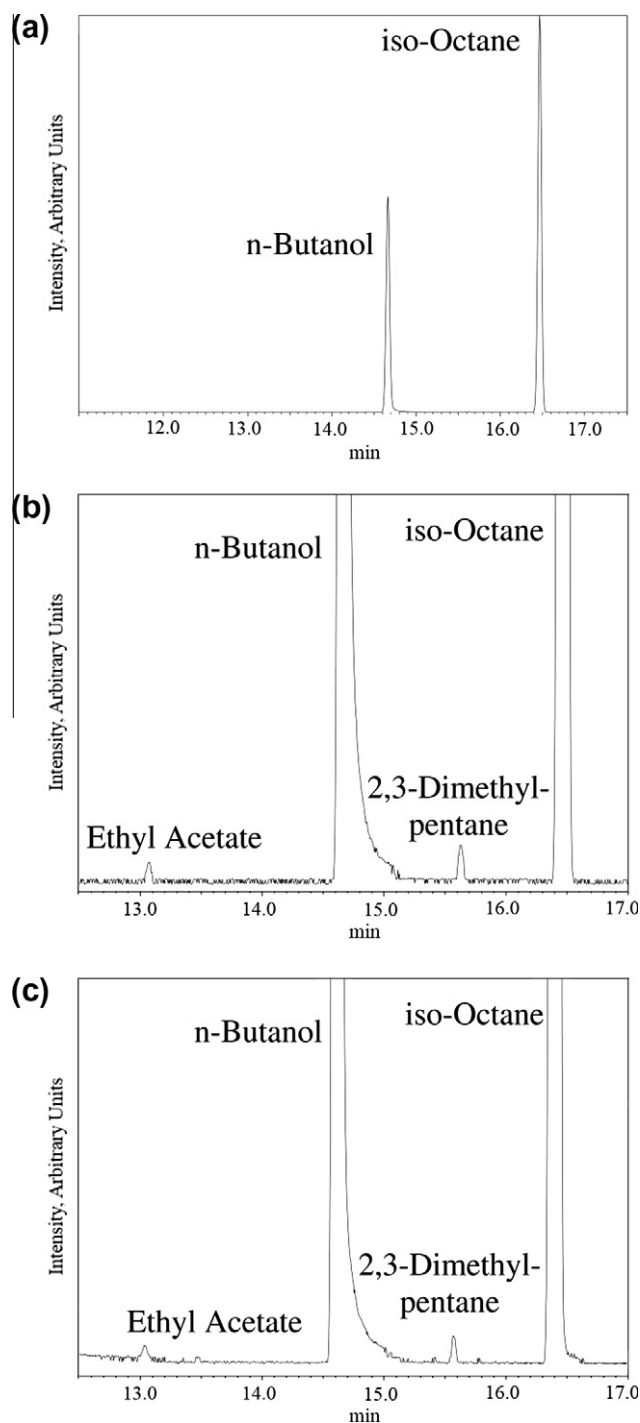 (a)
iso-Octane
n-Butanol
Intensity, Arbitrary Units
12.0 13.0 14.0 15.0 16.0 17.0
min
(b)
n-Butanol
iso-Octane
2,3-Dimethyl-
pentane
Ethyl Acetate
Intensity, Arbitrary Units
13.0 14.0 15.0 16.0 17.0
min
(c)
n-Butanol
iso-Octane
2,3-Dimethyl-
pentane
Ethyl Acetate
Intensity, Arbitrary Units
13.0 14.0 15.0 16.0 17.0
min